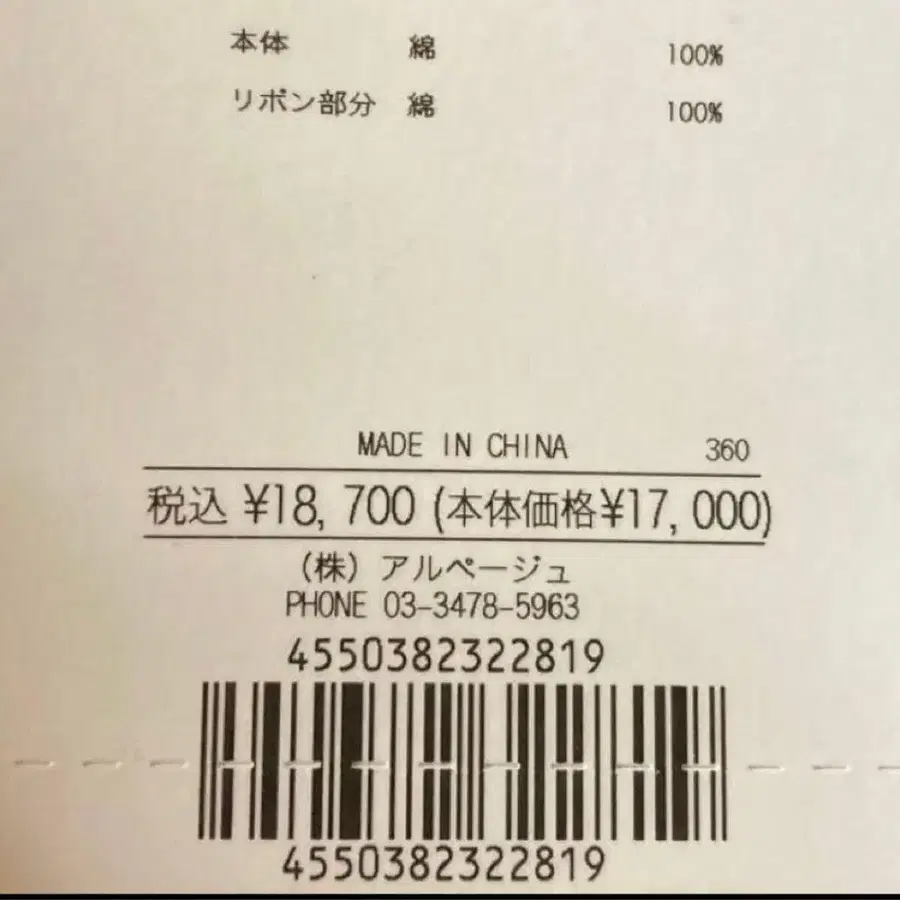 本体 綿 100%
リボン部分 綿 100%
MADE IN CHINA 360
税込 ¥18,700 (本体価格¥17,000)
(株) アルページュ
PHONE 03-3478-5963
4550382322819
4550382322819